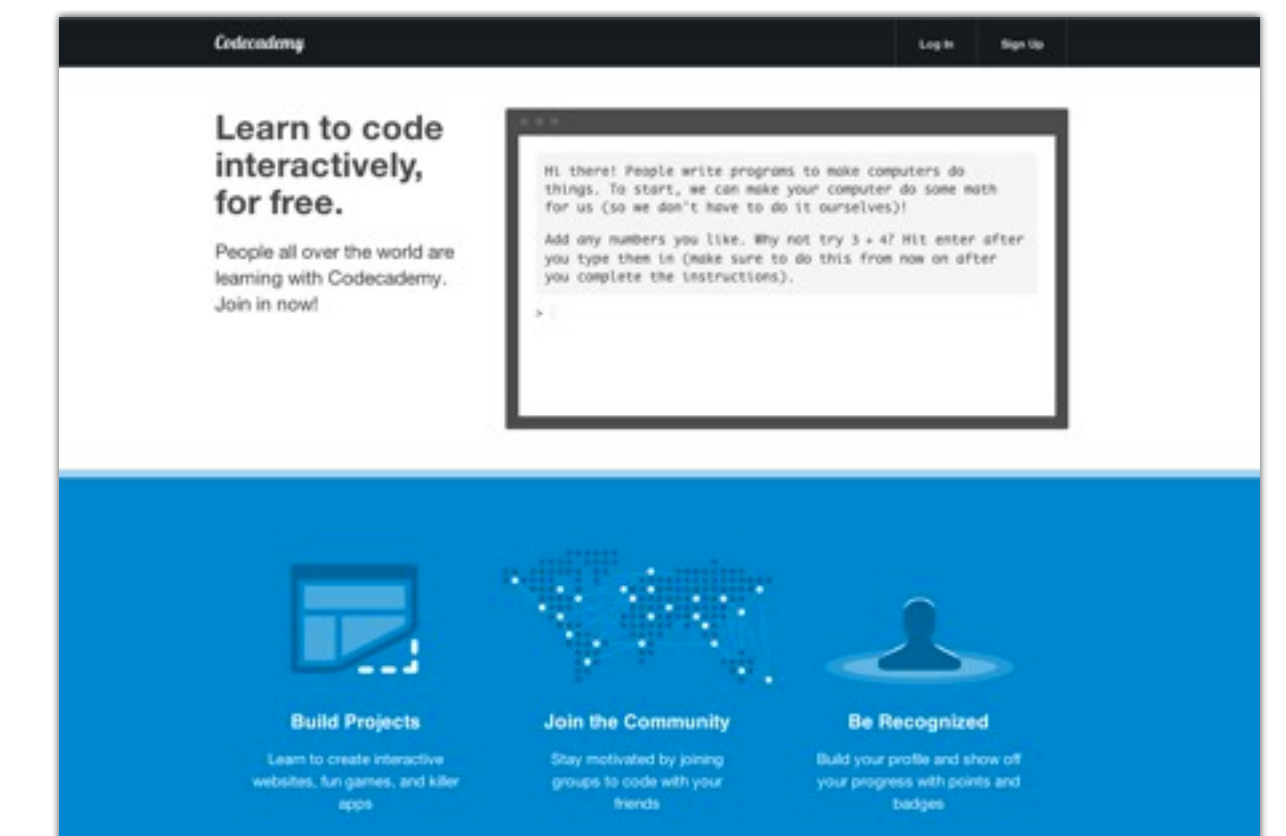 Codecademy
Log In
Sign Up
Learn to code
interactively,
for free.
People all over the world are
learning with Codecademy.
Join in now!
Hi there! People write programs to make computers do
things. To start, we can make your computer do some math
for us (so we don't have to do it ourselves)!
Add any numbers you like. Why not try 3 + 4? Hit enter after
you type them in (make sure to do this from now on after
you complete the instructions).
>
Build Projects
Learn to create interactive
websites, fun games, and killer
apps
Join the Community
Stay motivated by joining
groups to code with your
friends
Be Recognized
Build your profile and show off
your progress with points and
badges